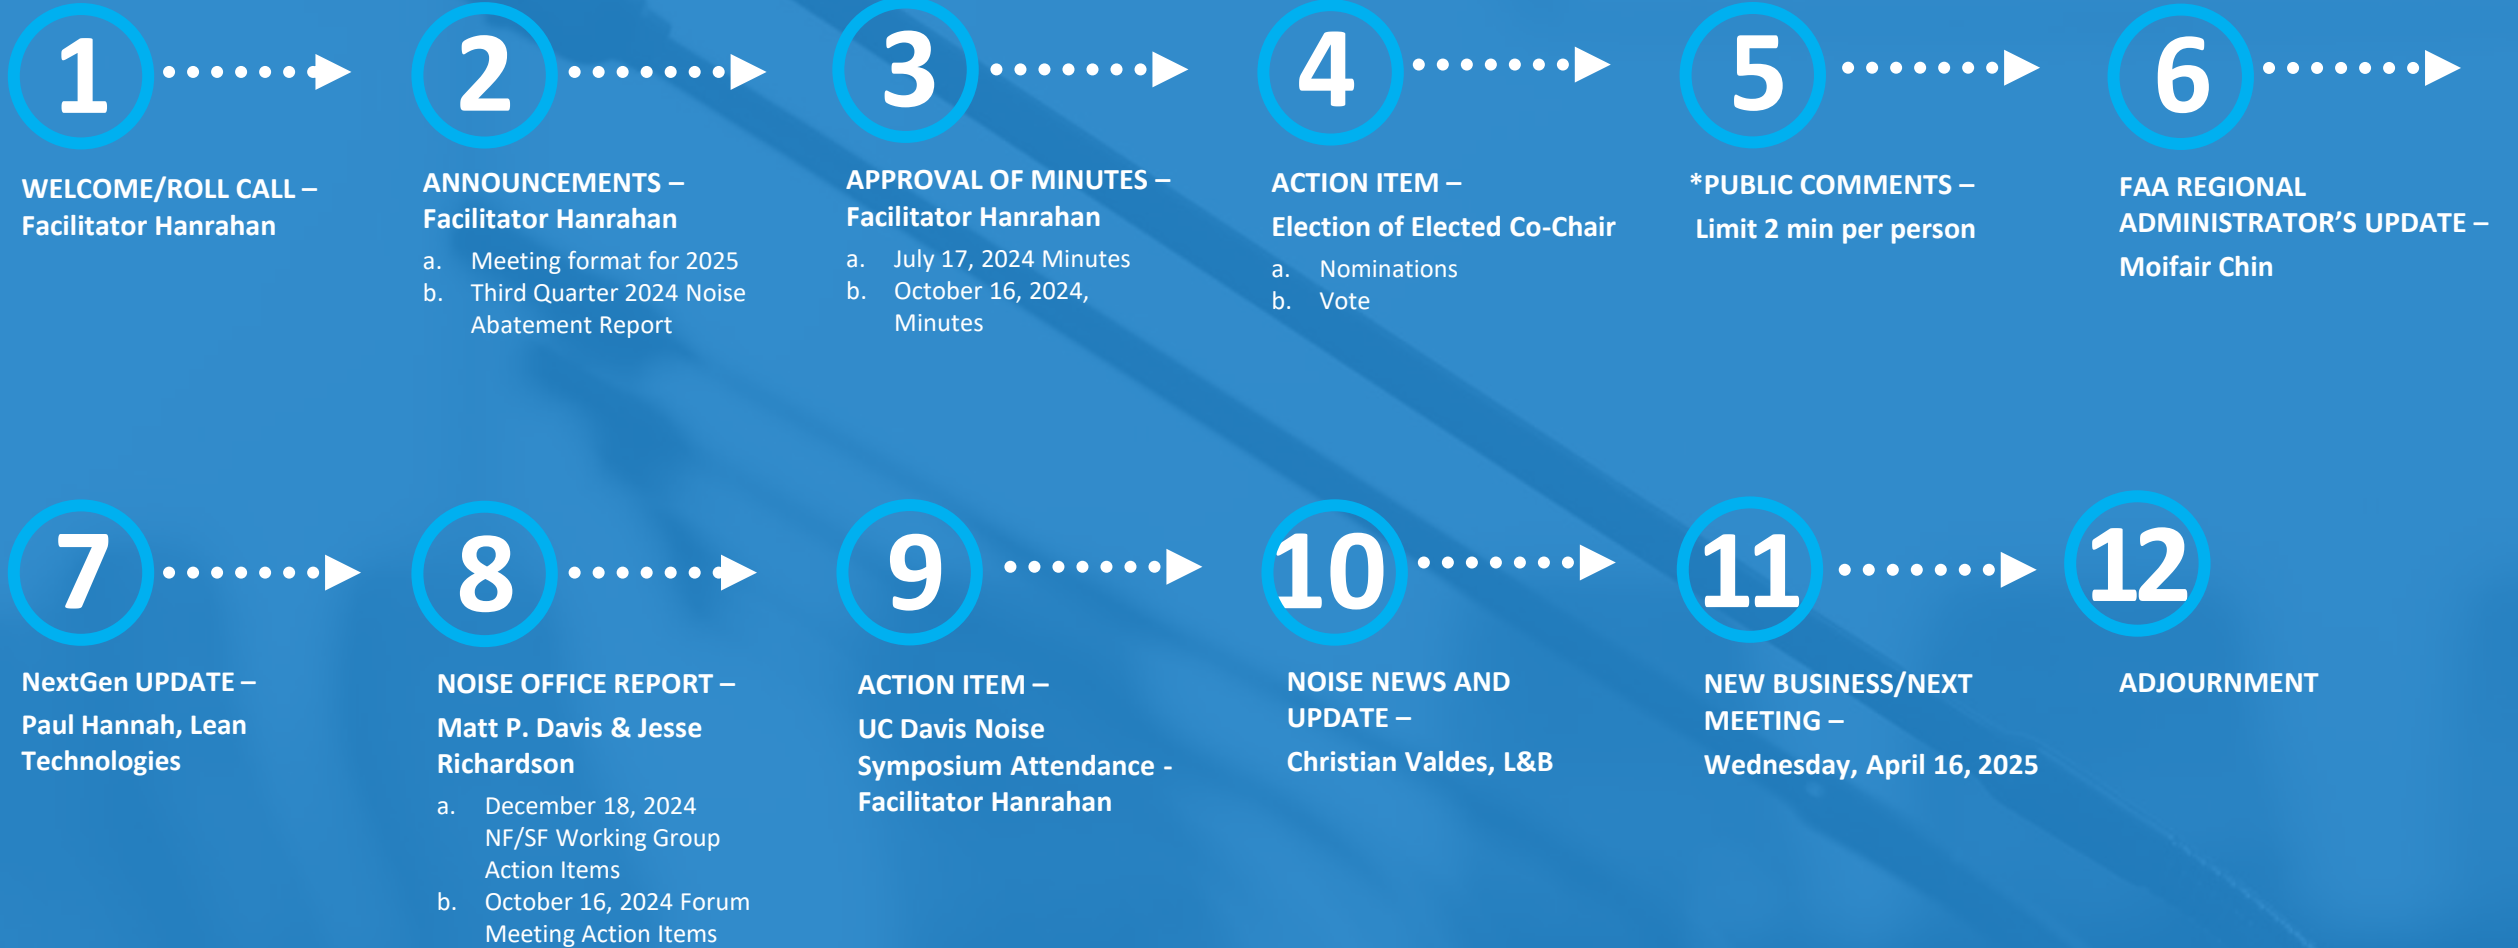 1
WELCOME/ROLL CALL –
Facilitator Hanrahan
2
ANNOUNCEMENTS –
Facilitator Hanrahan
a. Meeting format for 2025
b. Third Quarter 2024 Noise
Abatement Report
3
APPROVAL OF MINUTES –
Facilitator Hanrahan
a. July 17, 2024 Minutes
b. October 16, 2024,
Minutes
4
ACTION ITEM –
Election of Elected Co-Chair
a. Nominations
b. Vote
5
*PUBLIC COMMENTS –
Limit 2 min per person
6
FAA REGIONAL
ADMINISTRATOR’S UPDATE –
Moifair Chin
7
NextGen UPDATE –
Paul Hannah, Lean
Technologies
8
NOISE OFFICE REPORT –
Matt P. Davis & Jesse
Richardson
a. December 18, 2024
NF/SF Working Group
Action Items
b. October 16, 2024 Forum
Meeting Action Items
9
ACTION ITEM –
UC Davis Noise
Symposium Attendance -
Facilitator Hanrahan
10
NOISE NEWS AND
UPDATE –
Christian Valdes, L&B
11
NEW BUSINESS/NEXT
MEETING –
Wednesday, April 16, 2025
12
ADJOURNMENT